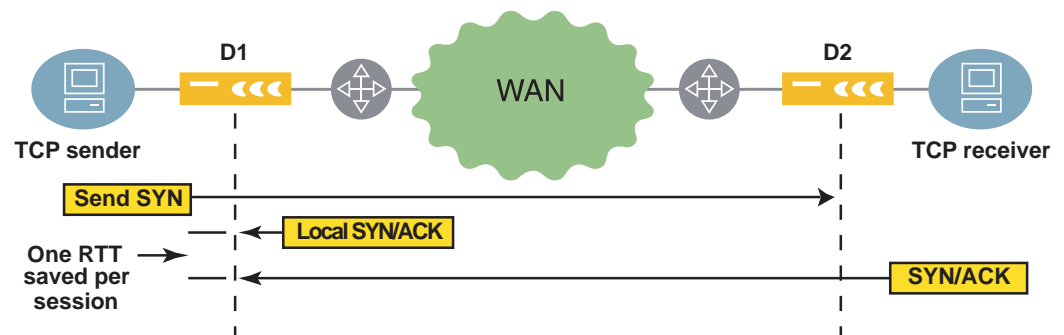 D1
D2
WAN
TCP sender
TCP receiver
Send SYN
Local SYN/ACK
One RTT
saved per
session
SYN/ACK